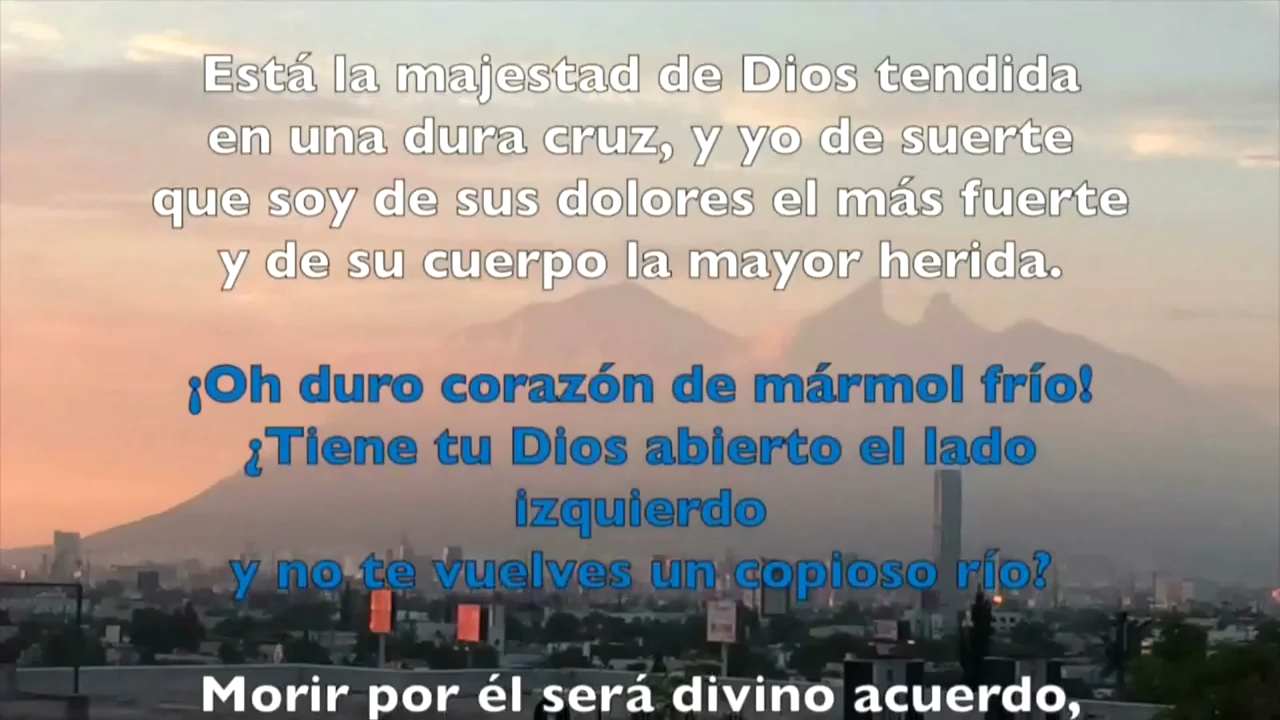 Está la majestad de Dios tendida
en una dura cruz, y yo de suerte
que soy de sus dolores el más fuerte
y de su cuerpo la mayor herida.
¡Oh duro corazón de mármol frío!
¿Tiene tu Dios abierto el lado
izquierdo
y no te vuelves un copioso río?
Morir por él será divino acuerdo,